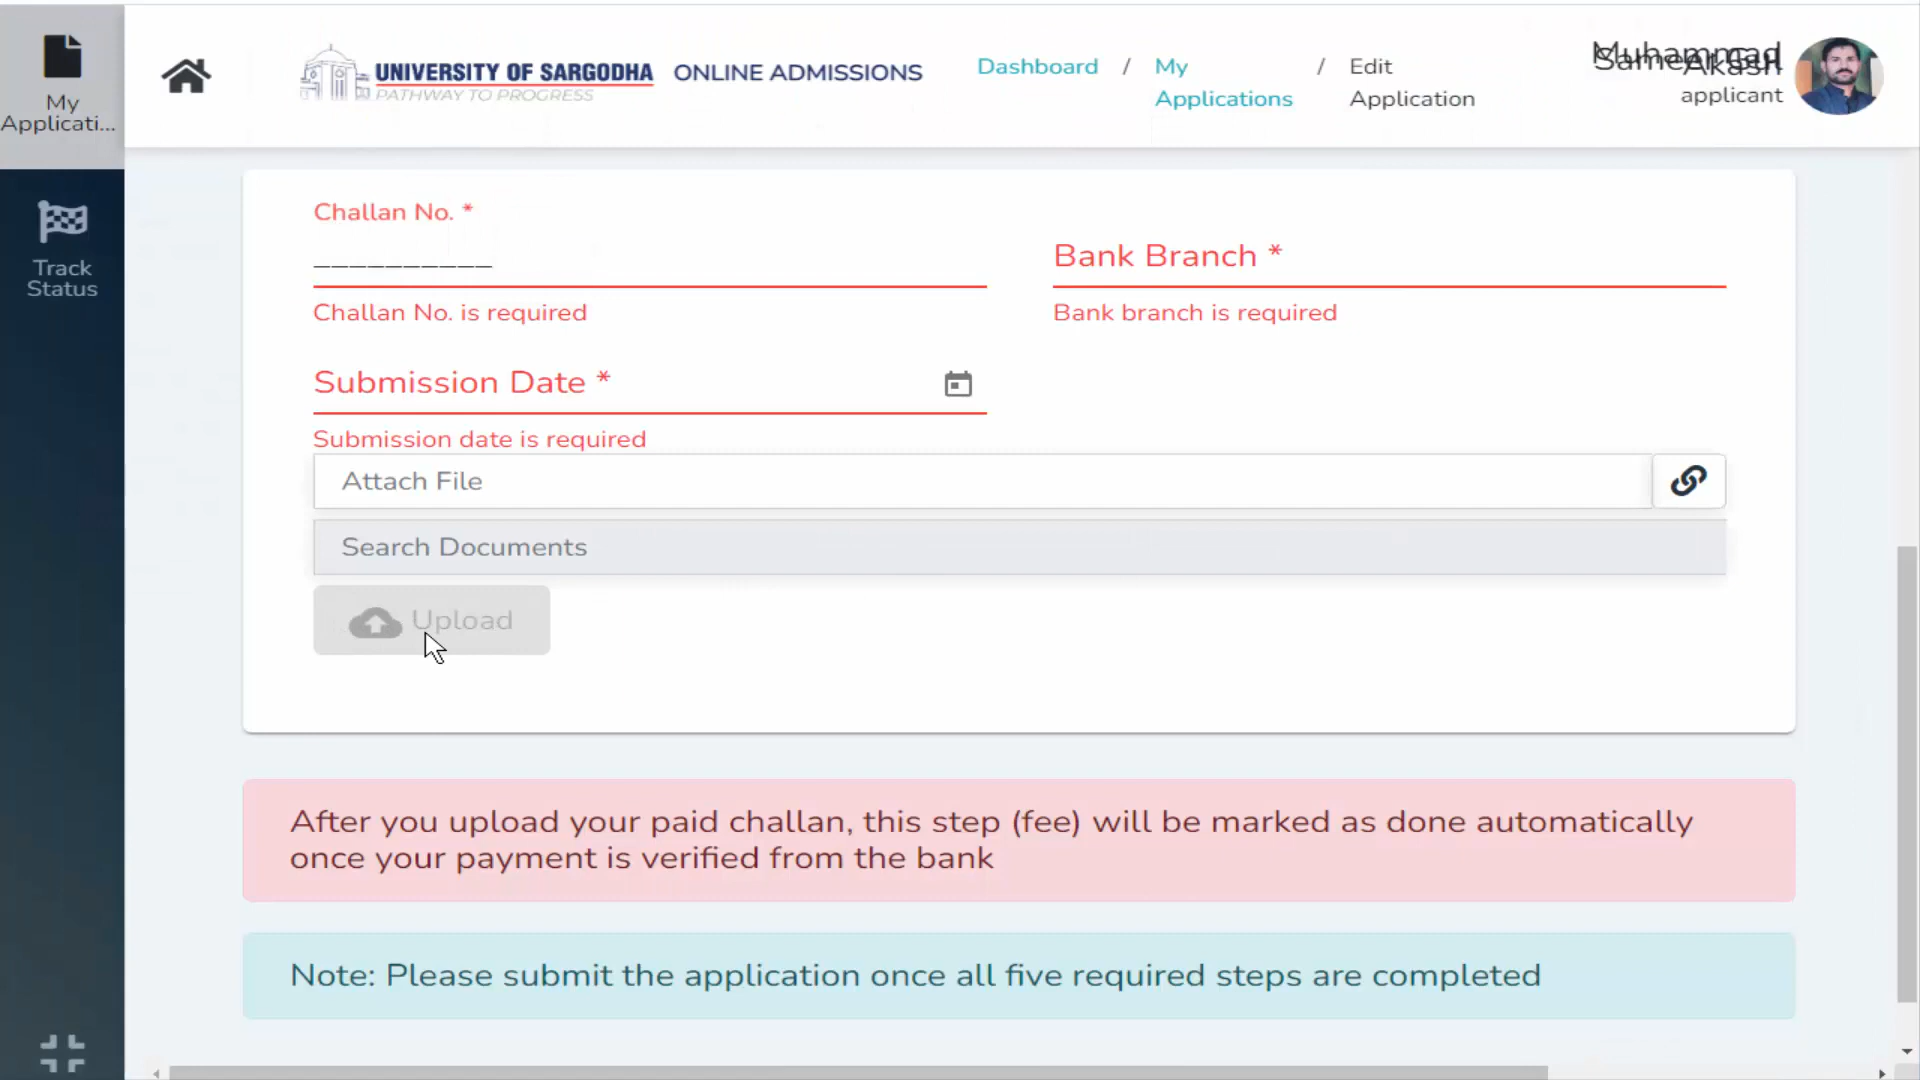 My
Applicati...
UNIVERSITY OF SARGODHA
PATHWAY TO PROGRESS
ONLINE ADMISSIONS
Dashboard / My Applications / Edit Application
Muhammad
Akash
applicant
Track
Status
Challan No. *
__________
Challan No. is required
Bank Branch *
Bank branch is required
Submission Date *
Submission date is required
Attach File
Search Documents
Upload
After you upload your paid challan, this step (fee) will be marked as done automatically
once your payment is verified from the bank
Note: Please submit the application once all five required steps are completed